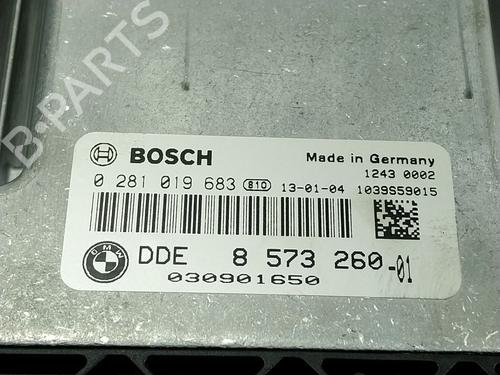 B-PARTS
BOSCH
Made in Germany
1243 0002
0 281 019 683 810 13-01-04 1039S59015
BMW
DDE 8 573 260-01
030901650